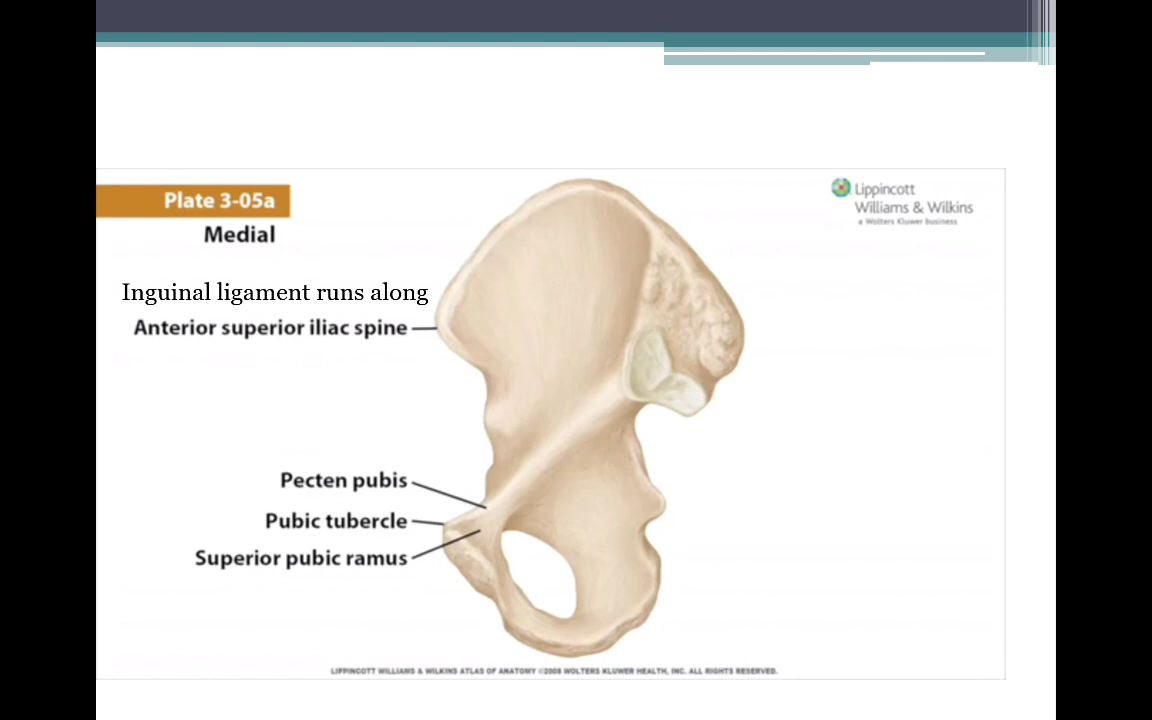 Plate 3-05a
Medial
Lippincott
Williams & Wilkins
a Wolters Kluwer business
Inguinal ligament runs along
Anterior superior iliac spine
Pecten pubis
Pubic tubercle
Superior pubic ramus
LIPPINCOTT WILLIAMS & WILKINS ATLAS OF ANATOMY ©2008 WOLTERS KLUWER HEALTH, INC. ALL RIGHTS RESERVED.